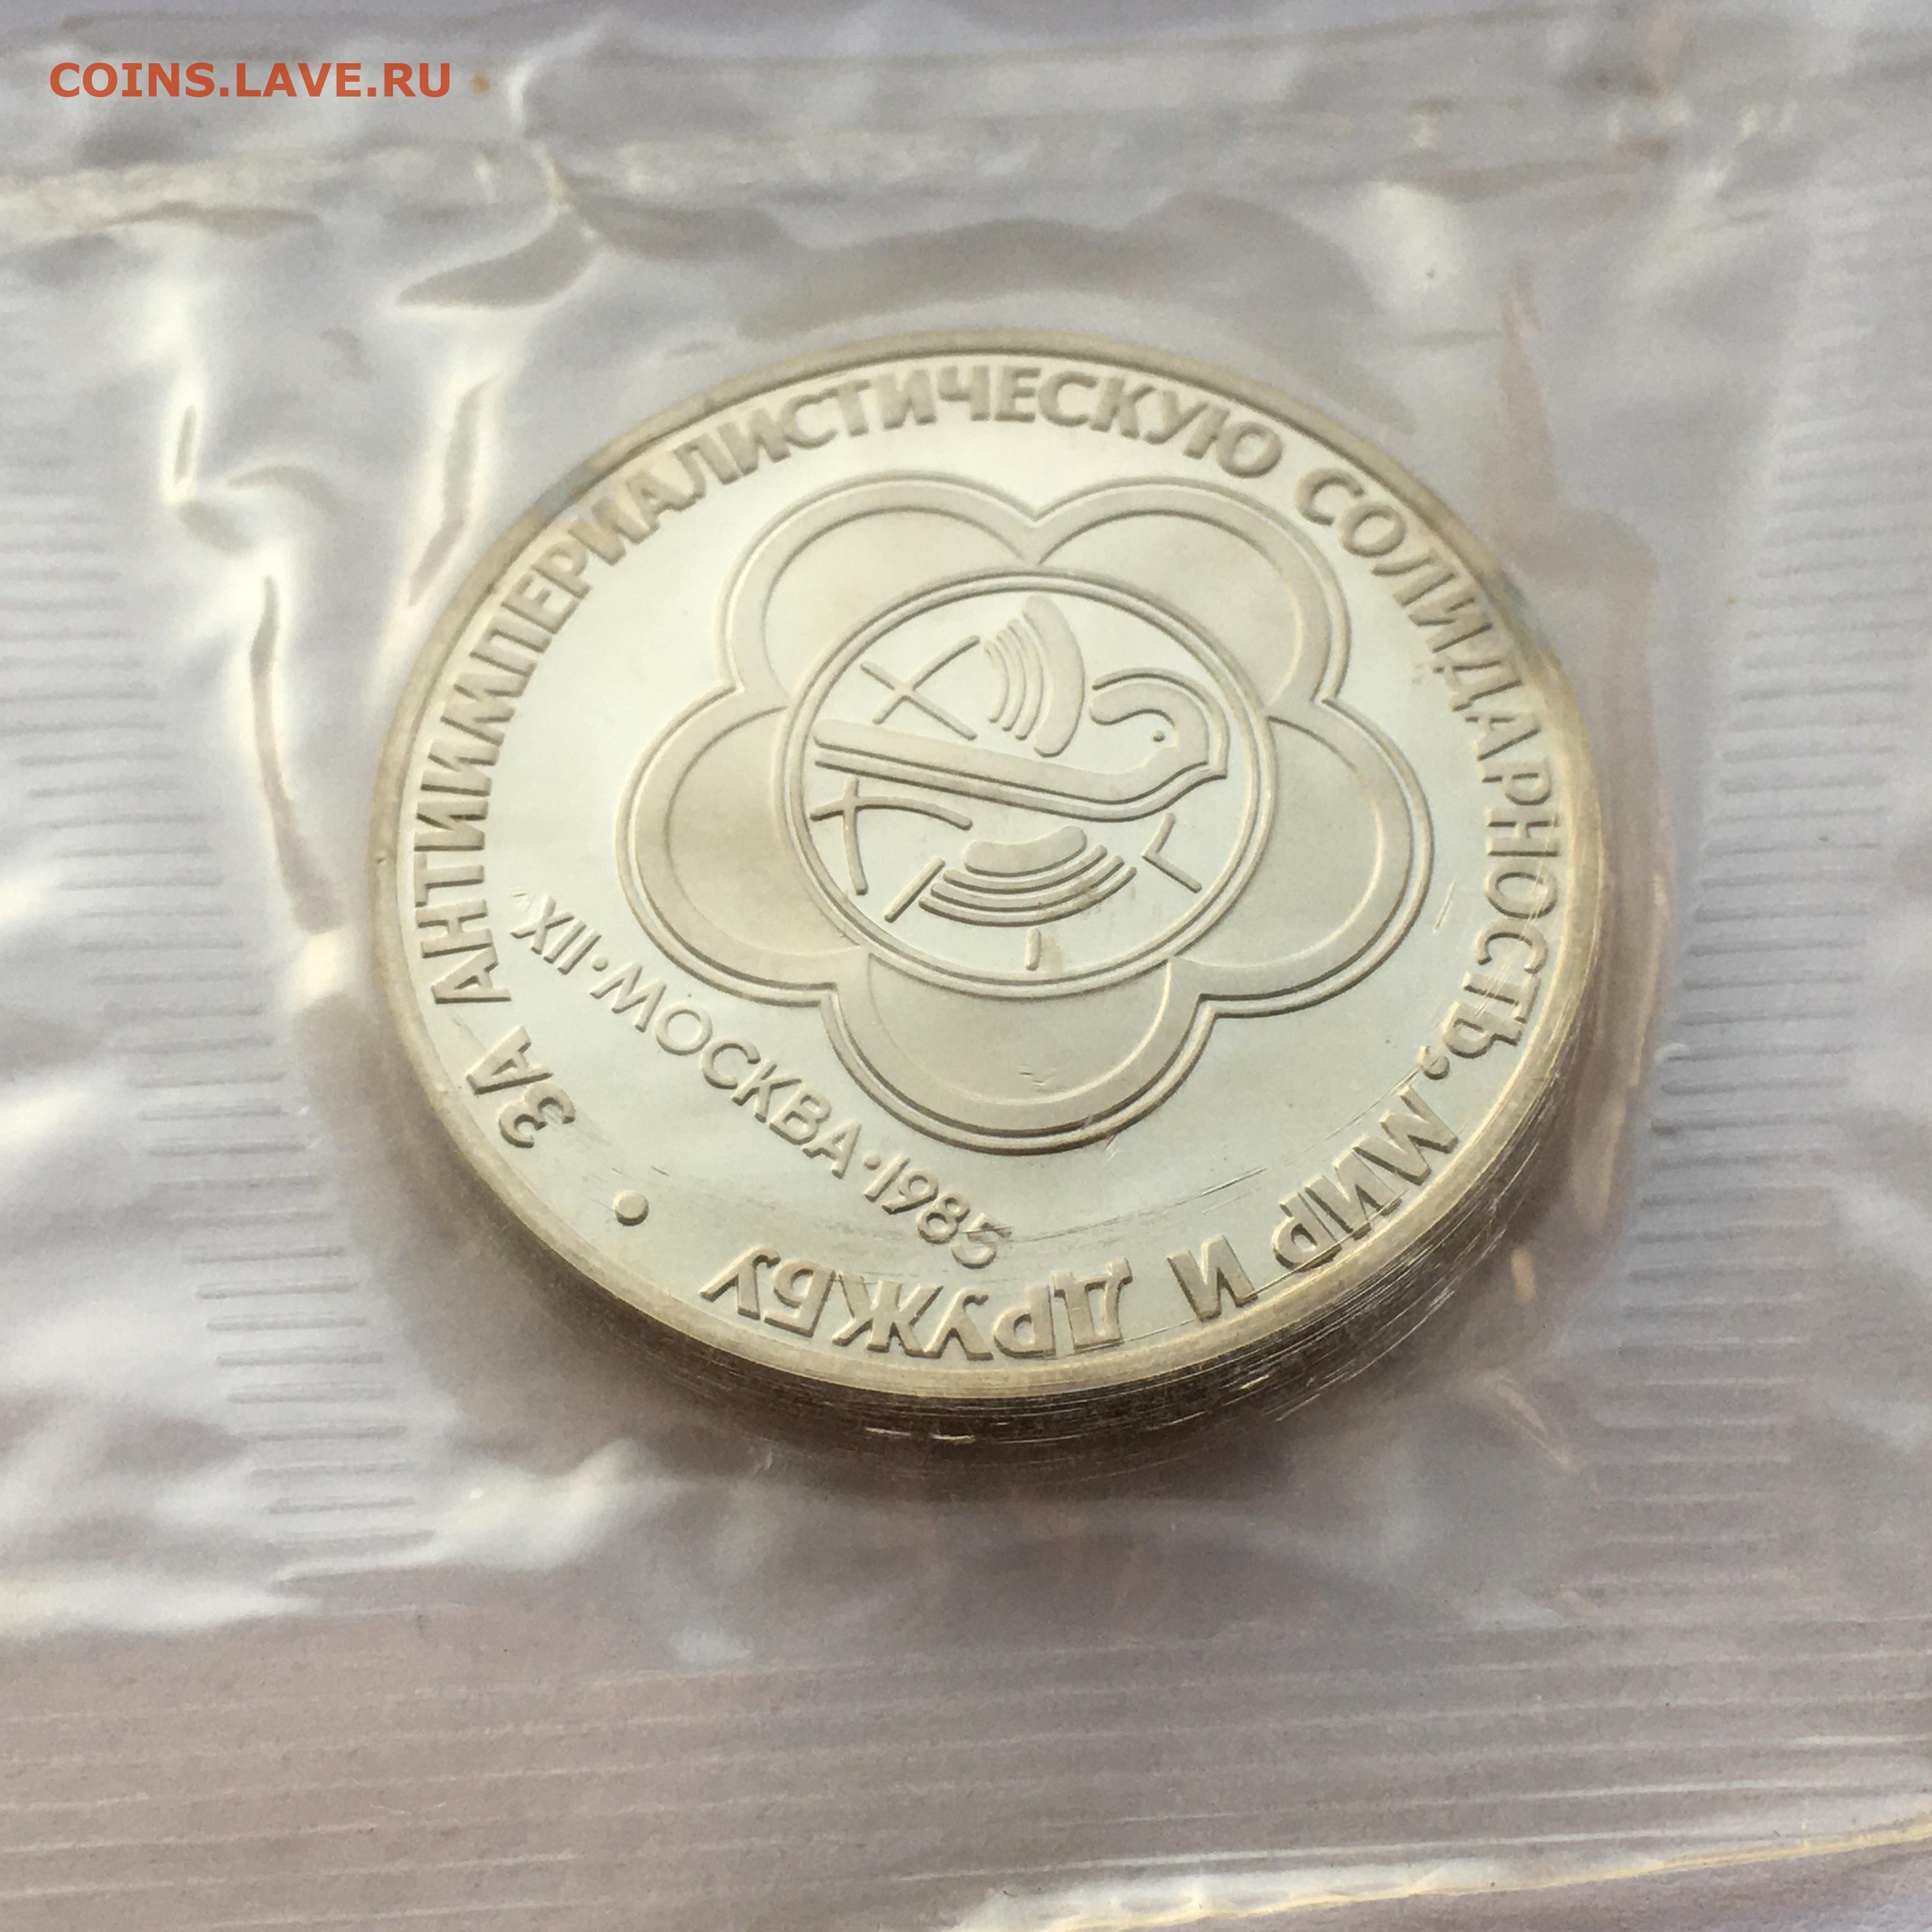 COINS.LAVE.RU
ЗА АНТИИМПЕРИАЛИСТИЧЕСКУЮ СОЛИДАРНОСТЬ, МИР И ДРУЖБУ •
XII·МОСКВА·1985